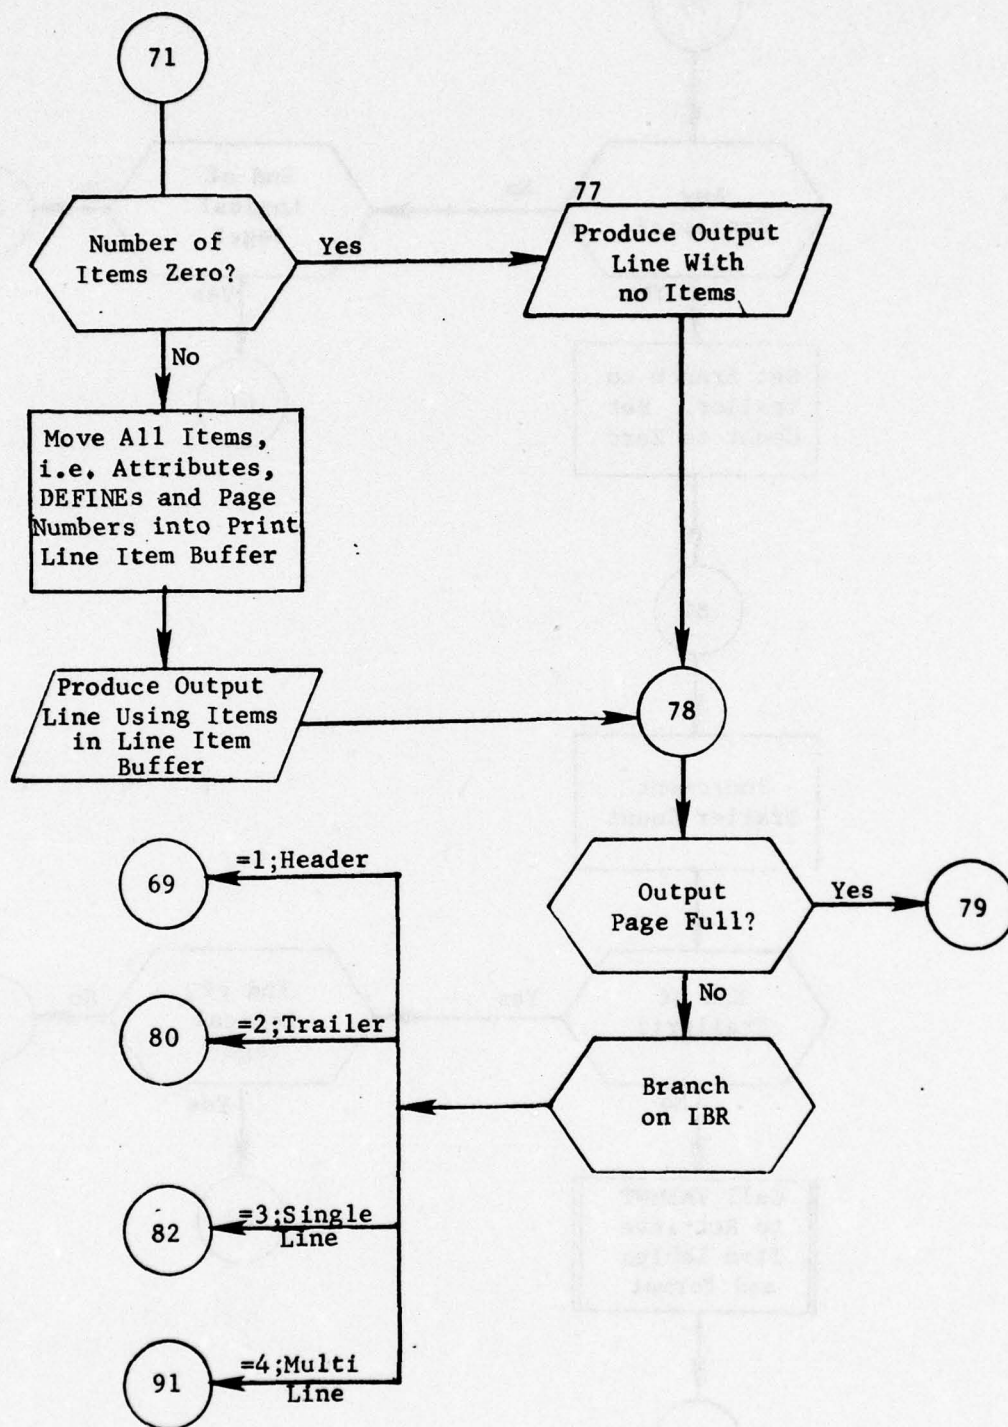 71
Number of
Items Zero?
Yes
77
Produce Output
Line With
no Items
No
Move All Items,
i.e. Attributes,
DEFINEs and Page
Numbers into Print
Line Item Buffer
Produce Output
Line Using Items
in Line Item
Buffer
78
Output
Page Full?
Yes
79
No
Branch
on IBR
=1;Header
69
=2;Trailer
80
=3;Single
Line
82
=4;Multi
Line
91